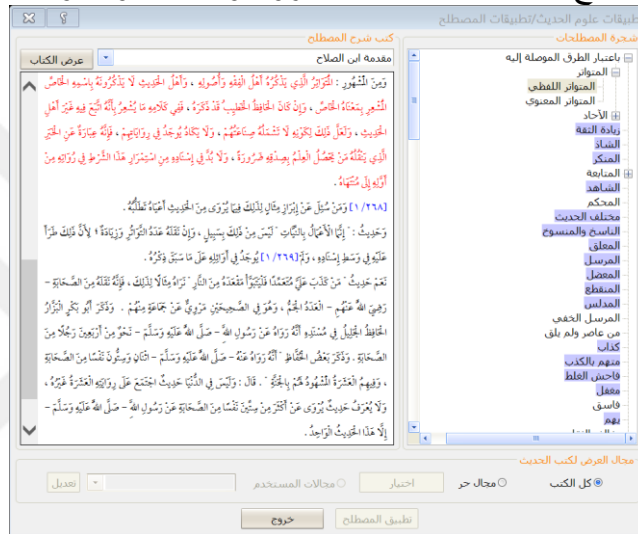 تطبيقات علوم الحديث/تطبيقات المصطلح
شجرة المصطلحات
باعتبار الطرق الموصلة إليه
المتواتر
المتواتر اللفظي
المتواتر المعنوي
الآحاد
زيادة الثقة
الشاذ
المنكر
المتابعة
الشاهد
المحكم
مختلف الحديث
الناسخ والمنسوخ
المعلق
المرسل
المعضل
المنقطع
المدلس
المرسل الخفي
من عاصر ولم يلق
كذاب
متهم بالكذب
فاحش الغلط
مغفل
فاسق
يهم
كتب شرح المصطلح
مقدمه ابن الصلاح
عرض الكتاب
وَمِنَ الْمَشْهُورِ : الْمُتَوَاتِرُ الَّذِي يَذْكُرُهُ أَهْلُ الْفِقْهِ وَأُصُولِهِ ، وَأَهْلُ الْحَدِيثِ لَا يَذْكُرُونَهُ بِاسْمِهِ الْخَاصِّ
الْمُشْعِرِ بِمَعْنَاهُ الْخَاصِّ ، وَإِنْ كَانَ الْحَافِظُ الْخَطِيبُ قَدْ ذَكَرَهُ ، فَفِي كَلَامِهِ مَا يُشْعِرُ بِأَنَّهُ اتَّبَعَ فِيهِ غَيْرَ أَهْلِ
الْحَدِيثِ ، وَلَعَلَّ ذَلِكَ لِكَوْنِهِ لَا تَشْمَلُهُ صِنَاعَتُهُمْ ، وَلَا يَكَادُ يُوجَدُ فِي رِوَايَاتِهِمْ ، فَإِنَّهُ عِبَارَةٌ عَنِ الْخَبَرِ
الَّذِي يَنْقُلُهُ مَنْ يَحْصُلُ الْعِلْمُ بِصِدْقِهِ ضَرُورَةً ، وَلَا بُدَّ فِي إِسْنَادِهِ مِنِ اسْتِمْرَارِ هَذَا الشَّرْطِ فِي رُوَاتِهِ مِنْ
أَوَّلِهِ إِلَى مُنْتَهَاهُ .
[ ٢٦٨/ ١ ] وَمَنْ سُئِلَ عَنْ إِبْرَازِ مِثَالٍ لِذَلِكَ فِيمَا يُرْوَى مِنَ الْحَدِيثِ أَعْيَاهُ تَطَلُّبُهُ .
وَحَدِيثُ : " إِنَّمَا الْأَعْمَالُ بِالنِّيَّاتِ " لَيْسَ مِنْ ذَلِكَ بِسَبِيلٍ ، وَإِنْ نَقَلَهُ عَدَدُ التَّوَاتُرِ وَزِيَادَةٌ ؛ لِأَنَّ ذَلِكَ طَرَأَ
عَلَيْهِ فِي وَسَطِ إِسْنَادِهِ ، وَلَمْ [ ٢٦٩/ ١ ] يُوجَدْ فِي أَوَائِلِهِ عَلَى مَا سَبَقَ ذِكْرُهُ .
نَعَمْ حَدِيثُ " مَنْ كَذَبَ عَلَيَّ مُتَعَمِّدًا فَلْيَتَبَوَّأْ مَقْعَدَهُ مِنَ النَّارِ " نَرَاهُ مِثَالًا لِذَلِكَ ، فَإِنَّهُ نَقَلَهُ مِنَ الصَّحَابَةِ -
رَضِيَ اللهُ عَنْهُمْ - الْعَدَدُ الْجَمُّ ، وَهُوَ فِي الصَّحِيحَيْنِ مَرْوِيٌّ عَنْ جَمَاعَةٍ مِنْهُمْ . وَذَكَرَ أَبُو بَكْرٍ الْبَزَّارُ
الْحَافِظُ الْجَلِيلُ فِي مُسْنَدِهِ أَنَّهُ رَوَاهُ عَنْ رَسُولِ اللهِ - صَلَّى اللهُ عَلَيْهِ وَسَلَّمَ - نَحْوٌ مِنْ أَرْبَعِينَ رَجُلًا مِنَ
الصَّحَابَةِ . وَذَكَرَ بَعْضُ الْحُفَّاظِ " أَنَّهُ رَوَاهُ عَنْهُ - صَلَّى اللهُ عَلَيْهِ وَسَلَّمَ - اثْنَانِ وَسِتُّونَ نَفْسًا مِنَ الصَّحَابَةِ
، وَفِيهِمُ الْعَشَرَةُ الْمَشْهُودُ لَهُمْ بِالْجَنَّةِ " . قَالَ : وَلَيْسَ فِي الدُّنْيَا حَدِيثٌ اجْتَمَعَ عَلَى رِوَايَتِهِ الْعَشَرَةُ غَيْرُهُ ،
وَلَا يُعْرَفُ حَدِيثٌ يُرْوَى عَنْ أَكْثَرَ مِنْ سِتِّينَ نَفْسًا مِنَ الصَّحَابَةِ عَنْ رَسُولِ اللهِ - صَلَّى اللهُ عَلَيْهِ وَسَلَّمَ -
إِلَّا هَذَا الْحَدِيثُ الْوَاحِدُ .
مجال العرض لكتب الحديث
كل الكتب
مجال حر
اختيار
مجالات المستخدم
تعديل
تطبيق المصطلح
خروج